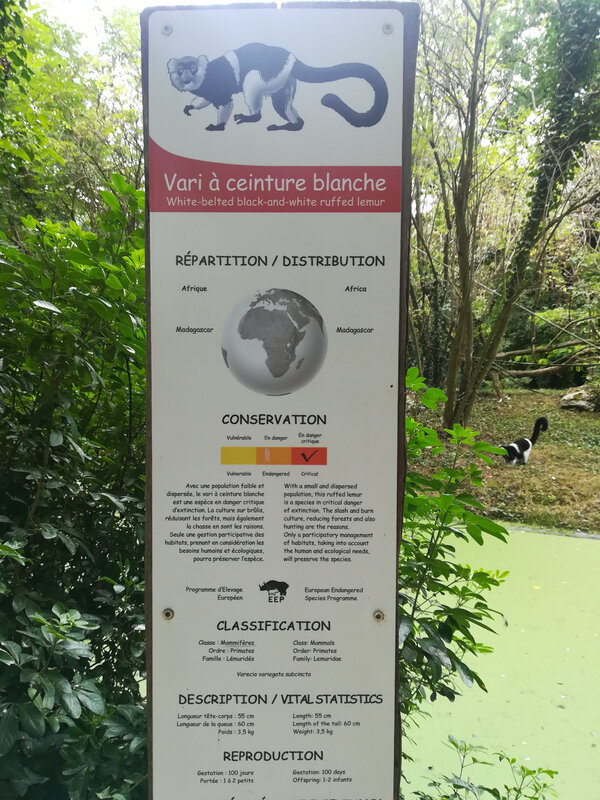 Vari à ceinture blanche
White-belted black-and-white ruffed lemur
RÉPARTITION / DISTRIBUTION
Afrique
Africa
Madagascar
Madagascar
CONSERVATION
Vulnérable
En danger
En danger
critique
Vulnerable
Endangered
Critical
Avec une population faible et
dispersée, le vari à ceinture blanche
est une espèce en danger critique
d'extinction. La culture sur brûlis,
réduisant les forêts, mais également
la chasse en sont les raisons.
Seule une gestion participative des
habitats, prenant en considération les
besoins humains et écologiques,
pourra préserver l'espèce.
With a small and dispersed
population, this ruffed lemur
is a species in critical danger
of extinction. The slash and burn
culture, reducing forests and also
hunting are the reasons.
Only a participatory management
of habitats, taking into account
the human and ecological needs,
will preserve the species.
Programme d'Elevage
Européen
EEP
European Endangered
Species Programme
CLASSIFICATION
Classe : Mammifères
Ordre : Primates
Famille : Lémuridés
Class: Mammals
Order: Primates
Family: Lemuridae
Varecia variegata subcincta
DESCRIPTION / VITAL STATISTICS
Longueur tête-corps : 55 cm
Longueur de la queue : 60 cm
Poids : 3,5 kg
Length: 55 cm
Length of the tail: 60 cm
Weight: 3,5 kg
REPRODUCTION
Gestation : 100 jours
Portée : 1 à 2 petits
Gestation: 100 days
Offspring: 1-2 infants